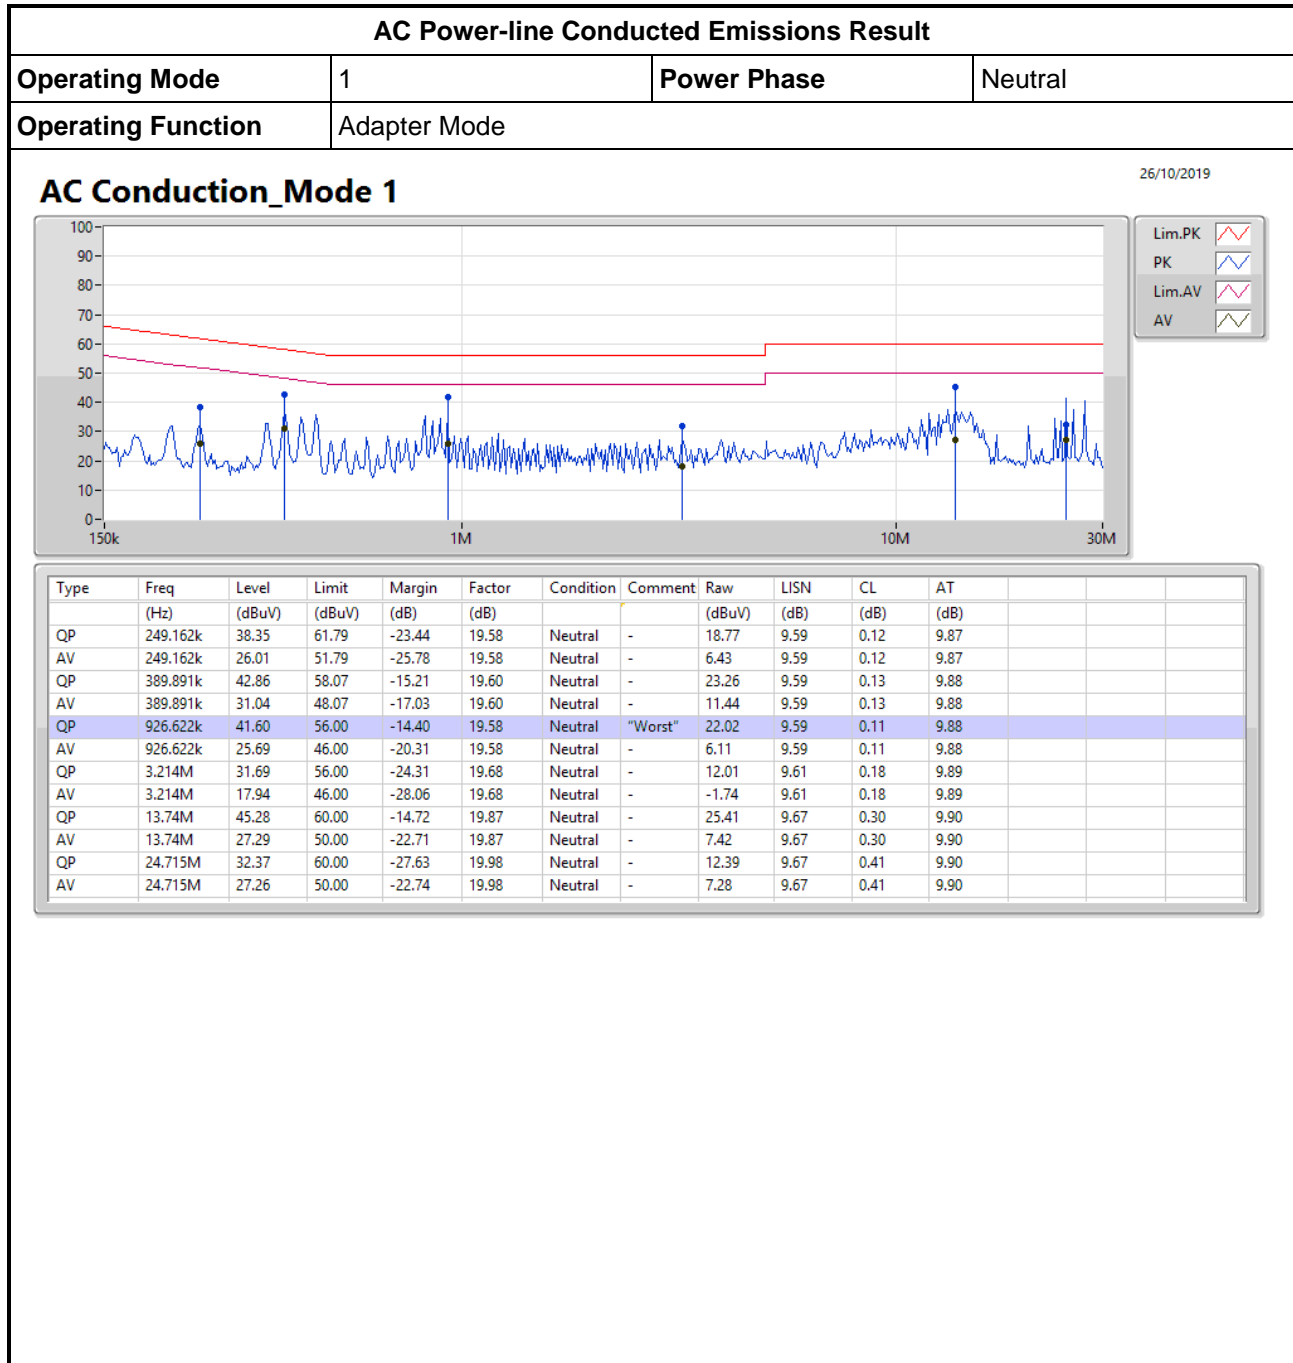 AC Power-line Conducted Emissions Result
Operating Mode 1 Power Phase Neutral
Operating Function Adapter Mode
26/10/2019
AC Conduction_Mode 1
100
90
80
70
60
50
40
30
20
10
0
150k 1M 10M 30M
Lim.PK
PK
Lim.AV
AV
Type Freq Level Limit Margin Factor Condition Comment Raw LISN CL AT
(Hz) (dBuV) (dBuV) (dB) (dB) (dBuV) (dB) (dB) (dB)
QP 249.162k 38.35 61.79 -23.44 19.58 Neutral - 18.77 9.59 0.12 9.87
AV 249.162k 26.01 51.79 -25.78 19.58 Neutral - 6.43 9.59 0.12 9.87
QP 389.891k 42.86 58.07 -15.21 19.60 Neutral - 23.26 9.59 0.13 9.88
AV 389.891k 31.04 48.07 -17.03 19.60 Neutral - 11.44 9.59 0.13 9.88
QP 926.622k 41.60 56.00 -14.40 19.58 Neutral "Worst" 22.02 9.59 0.11 9.88
AV 926.622k 25.69 46.00 -20.31 19.58 Neutral - 6.11 9.59 0.11 9.88
QP 3.214M 31.69 56.00 -24.31 19.68 Neutral - 12.01 9.61 0.18 9.89
AV 3.214M 17.94 46.00 -28.06 19.68 Neutral - -1.74 9.61 0.18 9.89
QP 13.74M 45.28 60.00 -14.72 19.87 Neutral - 25.41 9.67 0.30 9.90
AV 13.74M 27.29 50.00 -22.71 19.87 Neutral - 7.42 9.67 0.30 9.90
QP 24.715M 32.37 60.00 -27.63 19.98 Neutral - 12.39 9.67 0.41 9.90
AV 24.715M 27.26 50.00 -22.74 19.98 Neutral - 7.28 9.67 0.41 9.90